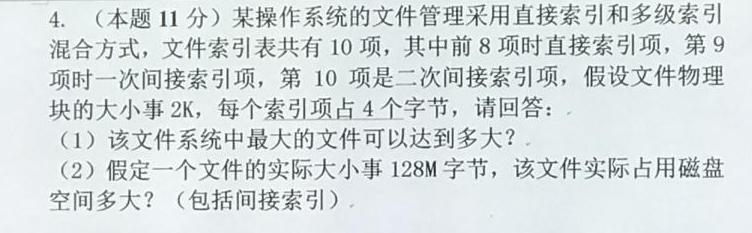 4. （本题 11 分）某操作系统的文件管理采用直接索引和多级索引
混合方式，文件索引表共有 10 项，其中前 8 项时直接索引项，第 9
项时一次间接索引项，第 10 项是二次间接索引项，假设文件物理
块的大小事 2K，每个索引项占 4 个字节，请回答：
（1）该文件系统中最大的文件可以达到多大？
（2）假定一个文件的实际大小事 128M 字节，该文件实际占用磁盘
空间多大？（包括间接索引）